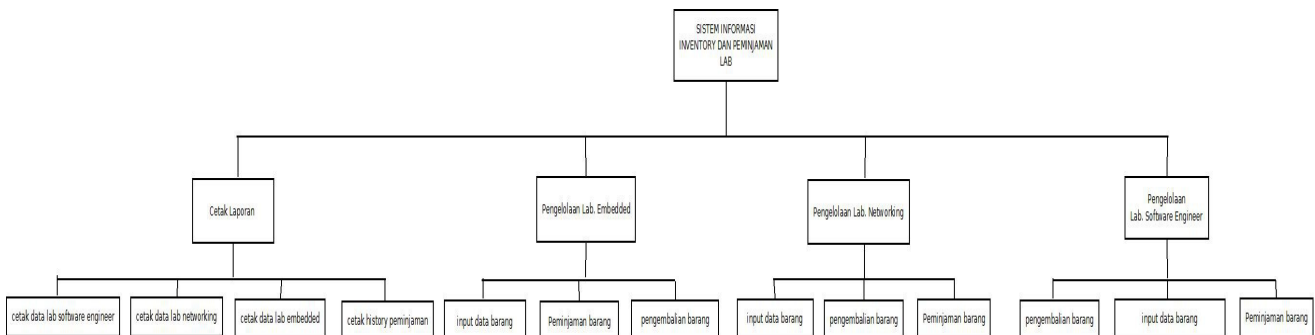 SISTEM INFORMASI
INVENTORY DAN PEMINJAMAN
LAB
Cetak Laporan
Pengelolaan Lab. Embedded
Pengelolaan Lab. Networking
Pengelolaan
Lab. Software Engineer
cetak data lab software engineer
cetak data lab networking
cetak data lab embedded
cetak history peminjaman
input data barang
Peminjaman barang
pengembalian barang
input data barang
pengembalian barang
Peminjaman barang
pengembalian barang
input data barang
Peminjaman barang